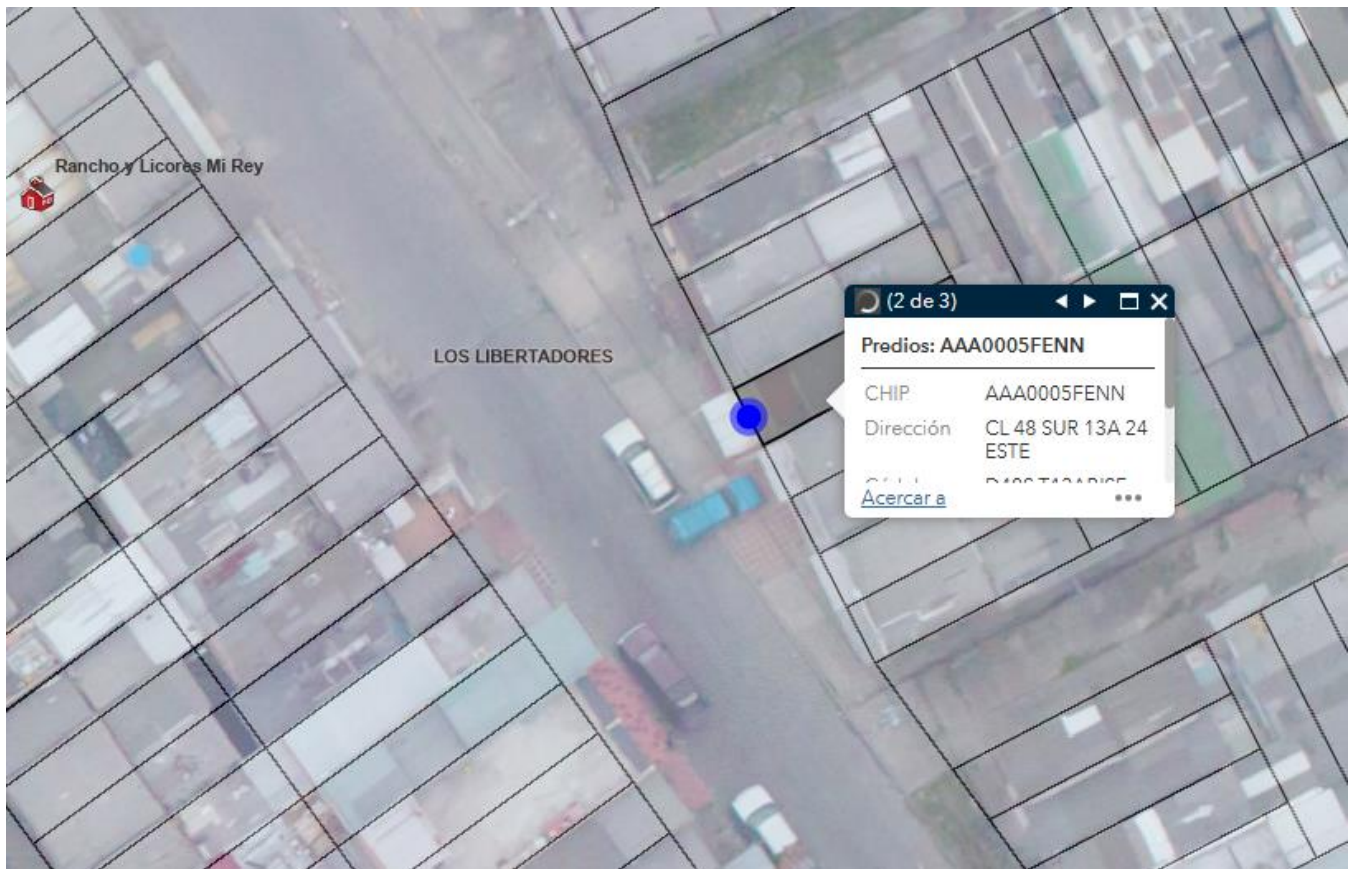 Rancho y Licores Mi Rey
LOS LIBERTADORES
(2 de 3)
Predios: AAA0005FENN
CHIP AAA0005FENN
Dirección CL 48 SUR 13A 24
ESTE
Acercar a